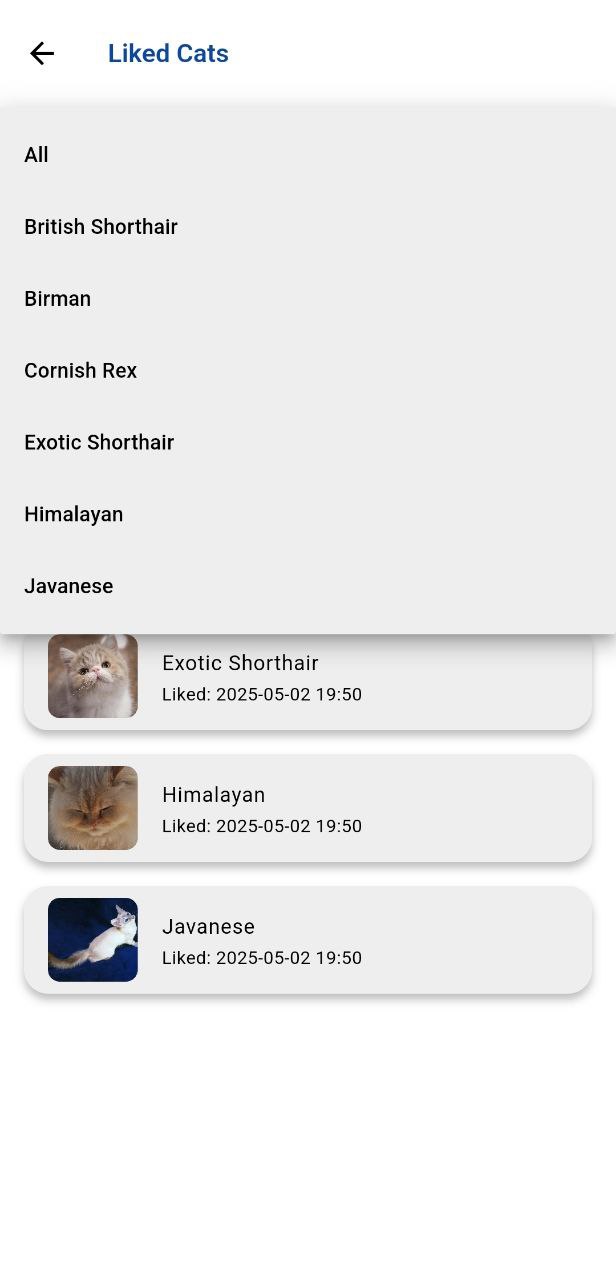 Liked Cats
All
British Shorthair
Birman
Cornish Rex
Exotic Shorthair
Himalayan
Javanese
Exotic Shorthair
Liked: 2025-05-02 19:50
Himalayan
Liked: 2025-05-02 19:50
Javanese
Liked: 2025-05-02 19:50